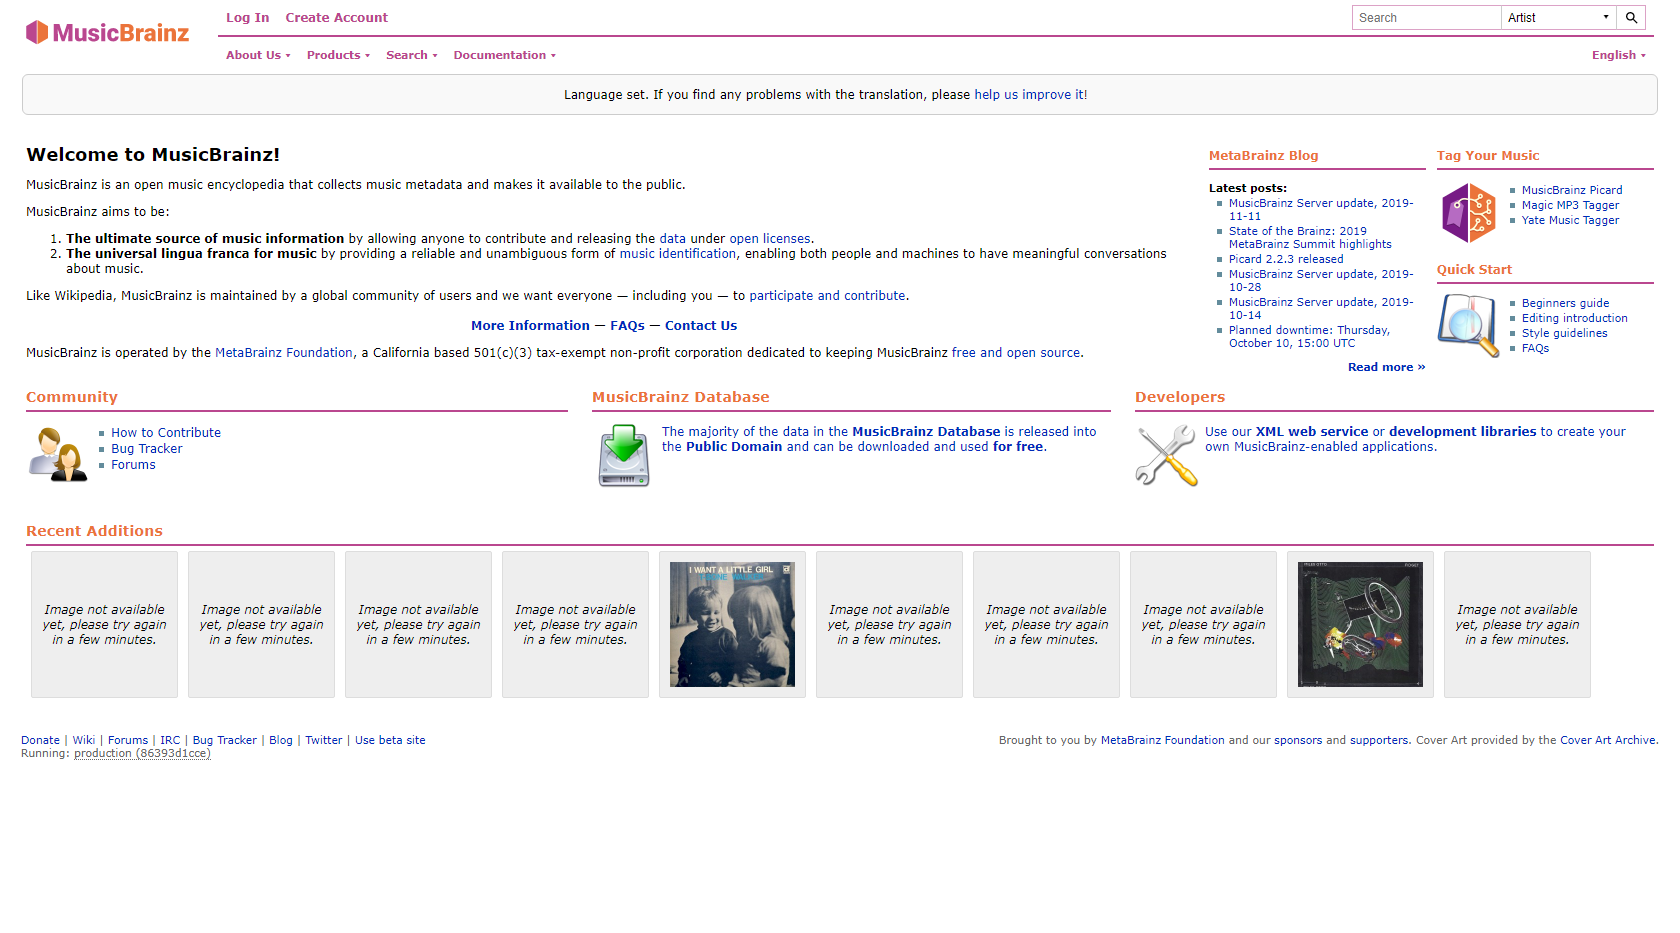 MusicBrainz
Log In Create Account
Search Artist
About Us ▾ Products ▾ Search ▾ Documentation ▾
English ▾
Language set. If you find any problems with the translation, please help us improve it!
Welcome to MusicBrainz!
MusicBrainz is an open music encyclopedia that collects music metadata and makes it available to the public.
MusicBrainz aims to be:
1. The ultimate source of music information by allowing anyone to contribute and releasing the data under open licenses.
2. The universal lingua franca for music by providing a reliable and unambiguous form of music identification, enabling both people and machines to have meaningful conversations
about music.
Like Wikipedia, MusicBrainz is maintained by a global community of users and we want everyone — including you — to participate and contribute.
More Information — FAQs — Contact Us
MusicBrainz is operated by the MetaBrainz Foundation, a California based 501(c)(3) tax-exempt non-profit corporation dedicated to keeping MusicBrainz free and open source.
MetaBrainz Blog
Latest posts:
MusicBrainz Server update, 2019-
11-11
State of the Brainz: 2019
MetaBrainz Summit highlights
Picard 2.2.3 released
MusicBrainz Server update, 2019-
10-28
MusicBrainz Server update, 2019-
10-14
Planned downtime: Thursday,
October 10, 15:00 UTC
Read more »
Tag Your Music
MusicBrainz Picard
Magic MP3 Tagger
Yate Music Tagger
Quick Start
Beginners guide
Editing introduction
Style guidelines
FAQs
Community
How to Contribute
Bug Tracker
Forums
MusicBrainz Database
The majority of the data in the MusicBrainz Database is released into
the Public Domain and can be downloaded and used for free.
Developers
Use our XML web service or development libraries to create your
own MusicBrainz-enabled applications.
Recent Additions
Image not available
yet, please try again
in a few minutes.
Image not available
yet, please try again
in a few minutes.
Image not available
yet, please try again
in a few minutes.
Image not available
yet, please try again
in a few minutes.
I WANT A LITTLE GIRL
Image not available
yet, please try again
in a few minutes.
Image not available
yet, please try again
in a few minutes.
Image not available
yet, please try again
in a few minutes.
Image not available
yet, please try again
in a few minutes.
Donate | Wiki | Forums | IRC | Bug Tracker | Blog | Twitter | Use beta site
Running: production (86393d1cce)
Brought to you by MetaBrainz Foundation and our sponsors and supporters. Cover Art provided by the Cover Art Archive.